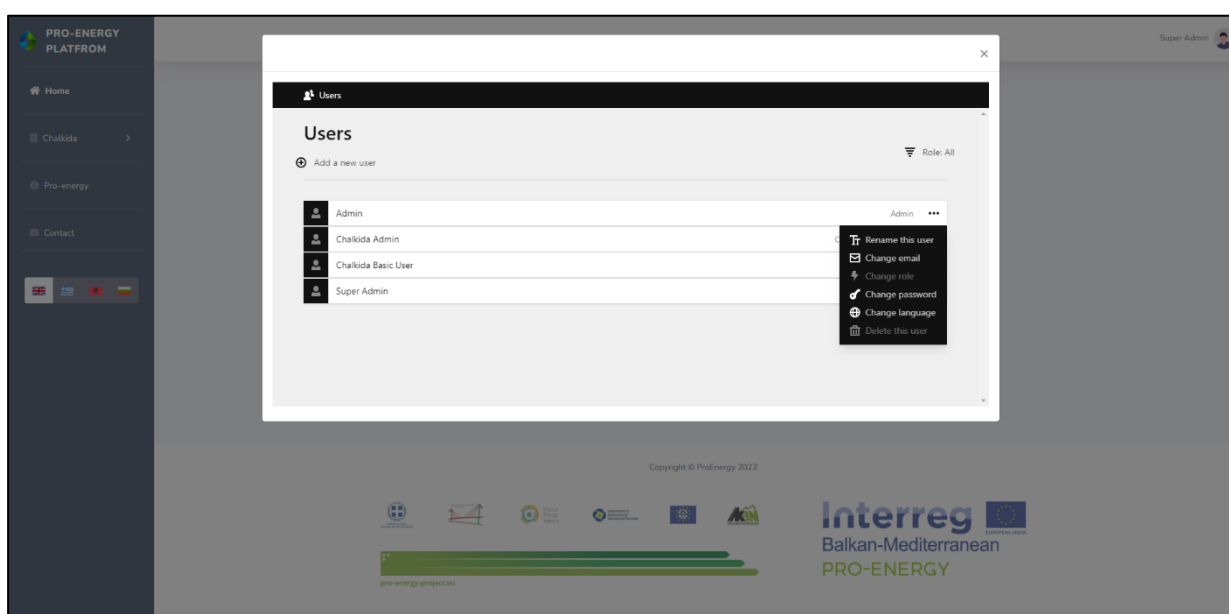 PRO-ENERGY
PLATFROM
Super Admin
Home
Chalkida
Pro-energy
Contact
Users
Users
Add a new user
Role: All
Admin Admin
Chalkida Admin
Chalkida Basic User
Super Admin
Rename this user
Change email
Change role
Change password
Change language
Delete this user
Copyright © ProEnergy 2022
Interreg
EUROPEAN UNION
Balkan-Mediterranean
PRO-ENERGY
pro-energy-project.eu